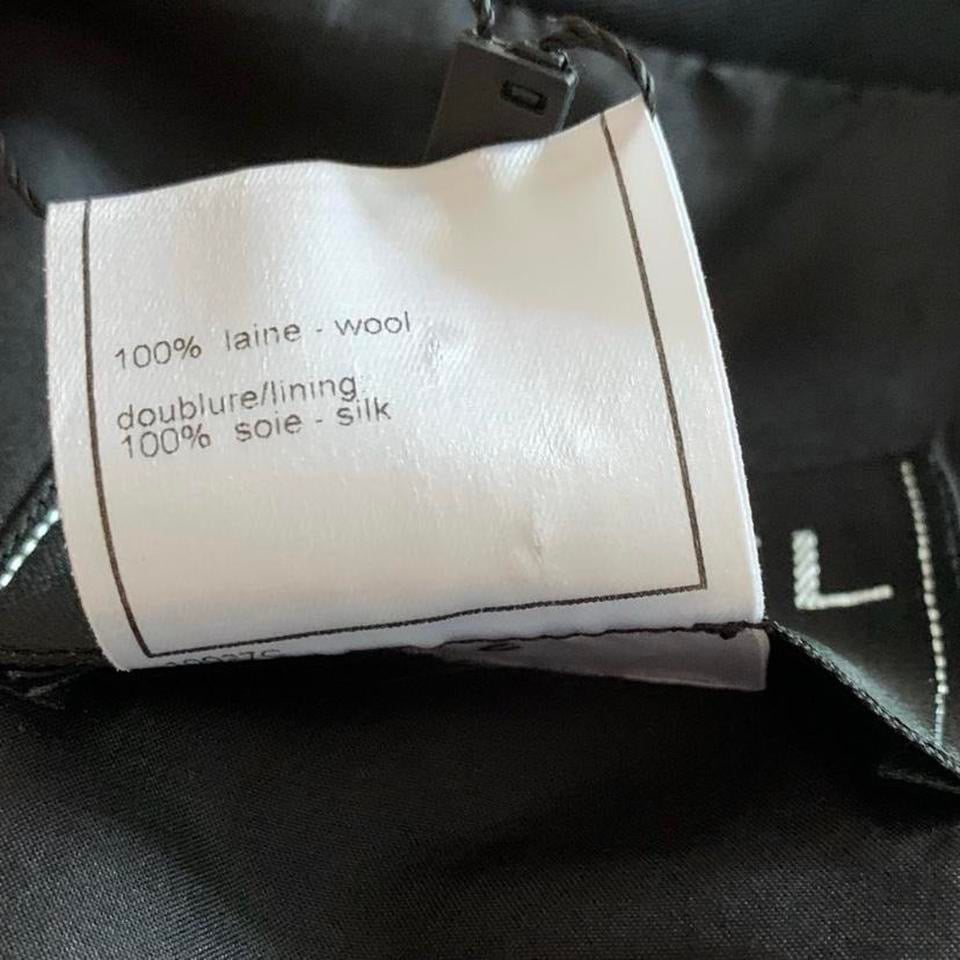 100% laine - wool
doublure/lining
100% soie - silk
L